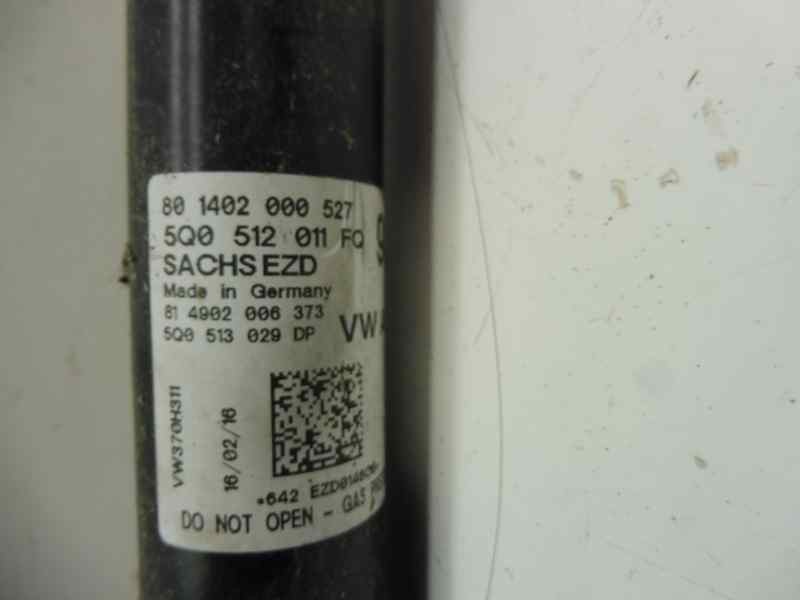 80 1402 000 527
5Q0 512 011 FQ
SACHS EZD
Made in Germany
81 4902 006 373
5Q0 513 029 DP
VW
VW370H311
16/02/16
*642
DO NOT OPEN - GAS